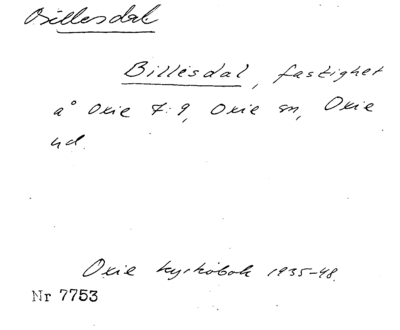 Billesdal
Billesdal, fastighet
å Oxie 7:9, Oxie sn, Oxie
hd.
Oxie kyrkobok 1935-48.
Nr 7753